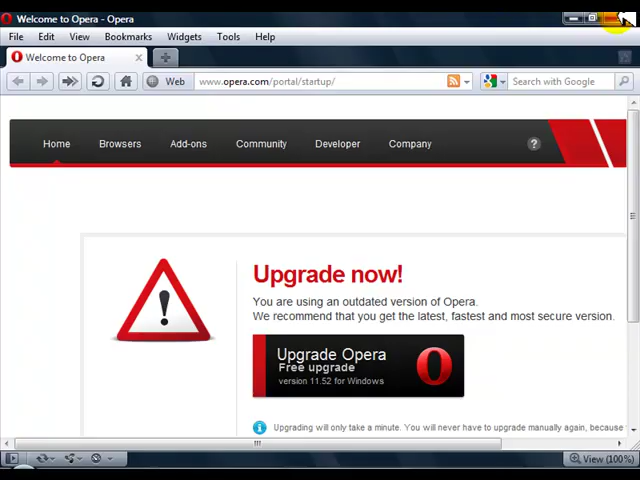 Welcome to Opera - Opera
File Edit View Bookmarks Widgets Tools Help
Welcome to Opera
Web www.opera.com/portal/startup/ Search with Google
Home Browsers Add-ons Community Developer Company ?
Upgrade now!
You are using an outdated version of Opera.
We recommend that you get the latest, fastest and most secure version.
Upgrade Opera
Free upgrade
version 11.52 for Windows
Upgrading will only take a minute. You will never have to upgrade manually again, because
View (100%)